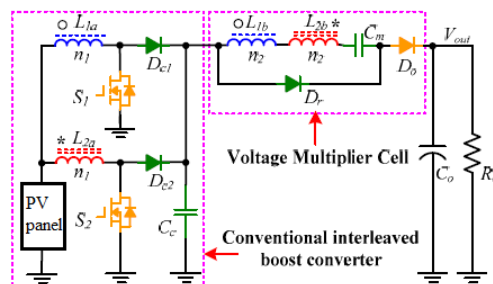 L1a
n1
Dc1
S1
* L2a
n1
Dc2
S2
Cc
PV
panel
L1b
n2
L2b *
n2
Cm
Dr
Do
Vout
Co
R
Voltage Multiplier Cell
Conventional interleaved
boost converter